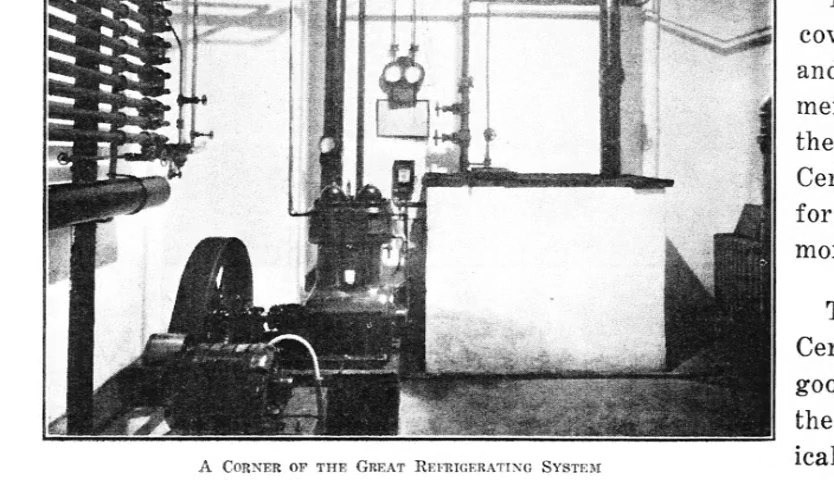 A CORNER OF THE GREAT REFRIGERATING SYSTEM
cov
and
mer
the
Cer
for
mor
T
Cer
goo
the
ical